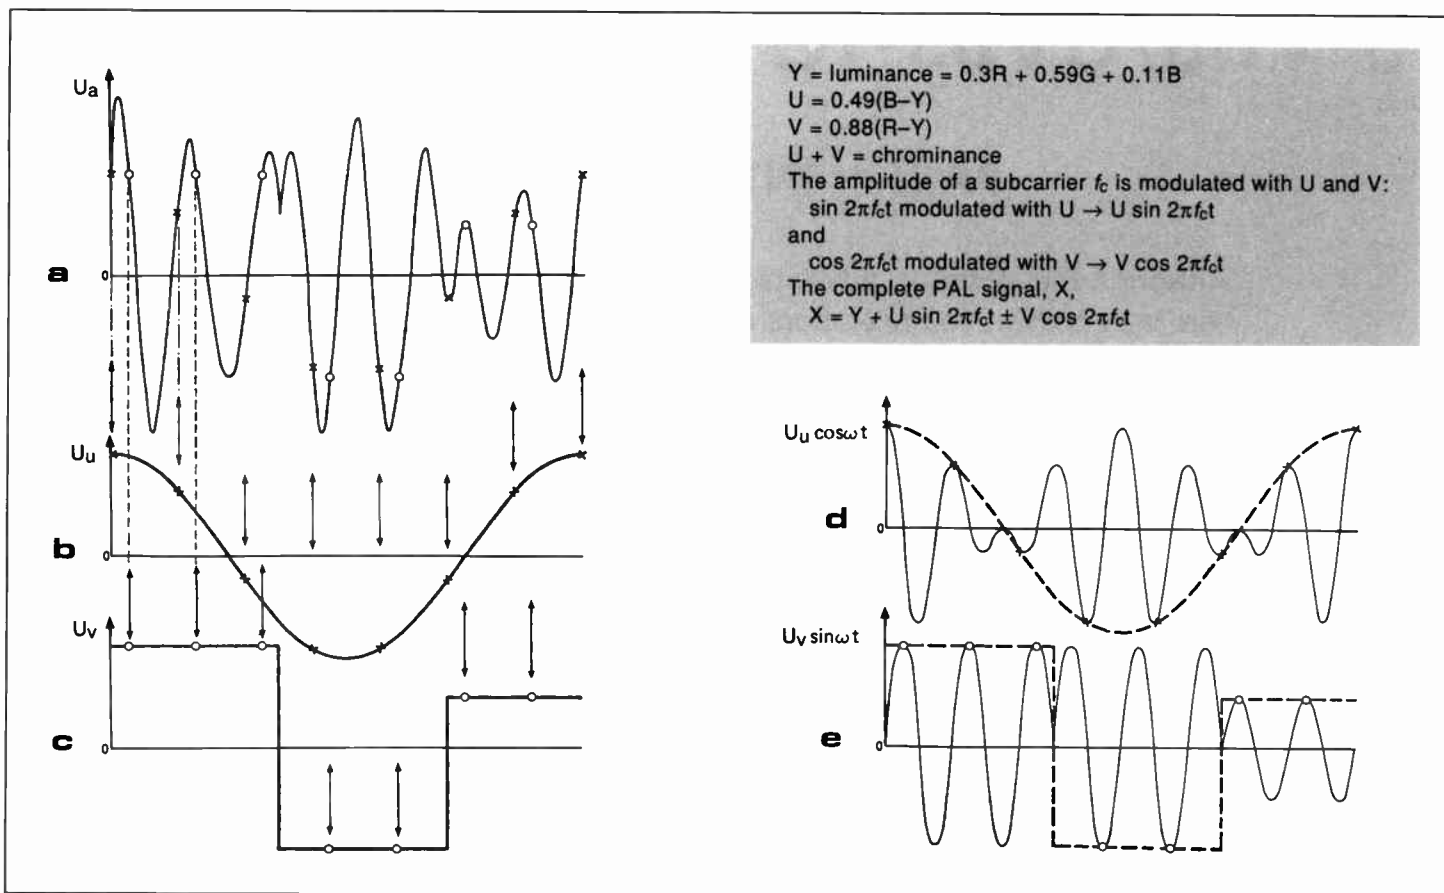 Y = luminance = 0.3R + 0.59G + 0.11B
U = 0.49(B–Y)
V = 0.88(R–Y)
U + V = chrominance
The amplitude of a subcarrier fc is modulated with U and V:
sin 2πfct modulated with U → U sin 2πfct
and
cos 2πfct modulated with V → V cos 2πfct
The complete PAL signal, X,
X = Y + U sin 2πfct ± V cos 2πfct
Ua
a
0
Uu
b
0
Uv
c
0
Uu cosωt
d
0
Uv sinωt
e
0